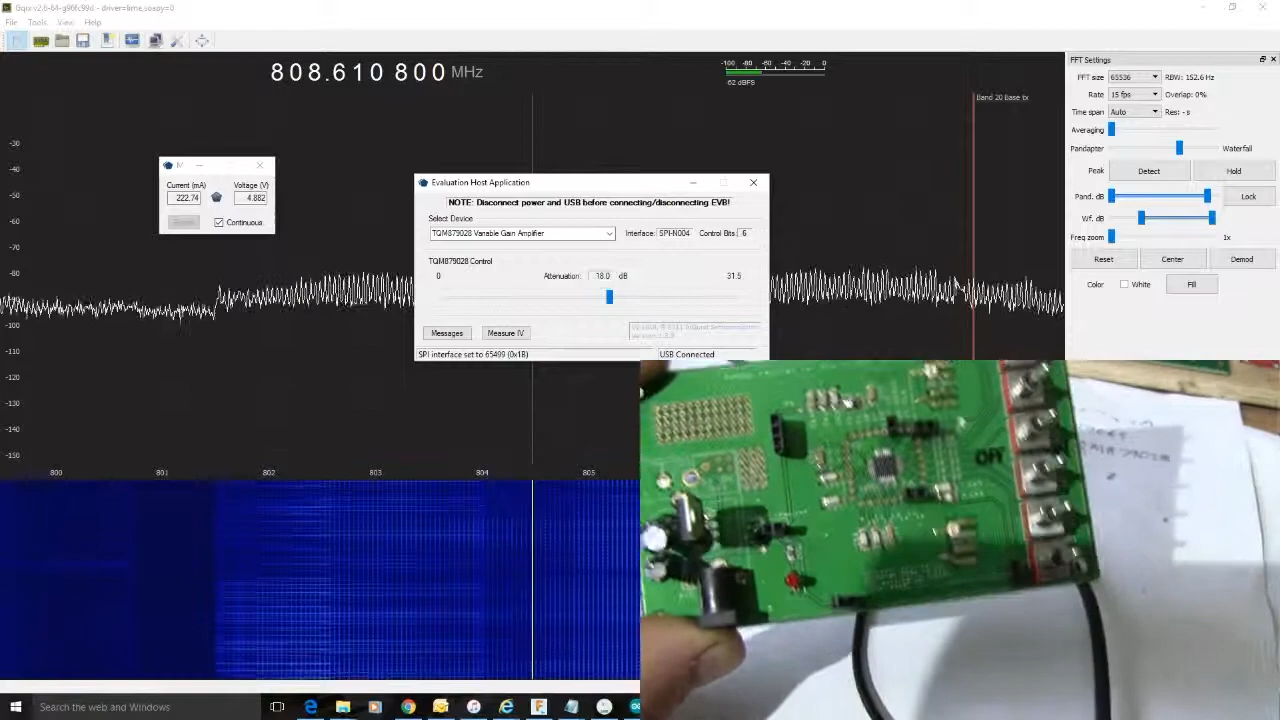 Gqrx v2.6-64-g96fc99d - driver=lime,soapy=0
File Tools View Help
808.610 800 MHz
-100 -80 -60 -40 -20 0
-62 dBFS
Band 20 Base tx
-30
-50
-60
-70
-80
-100
-110
-120
-130
-150
800 801 802 803 804 805
Current (mA) Voltage (V)
222.74 4.882
Continuous
Evaluation Host Application
NOTE: Disconnect power and USB before connecting/disconnecting EVB!
Select Device
TQM879028 Variable Gain Amplifier Interface: SPI-N004 Control Bits: 6
TQM879028 Control
0 Attenuation: 18.0 dB 31.5
Messages Measure IV
SPI interface set to 65499 (0x1B) USB Connected
FFT Settings
FFT size 65536 RBW: 152.6 Hz
Rate 15 fps Overlap: 0%
Time span: Auto Res: - s
Averaging
Pandapter Waterfall
Peak Detect Hold
Pand. dB Lock
Wf. dB
Freq zoom 1x
Reset Center Demod
Color White Fill
OFF
Search the web and Windows